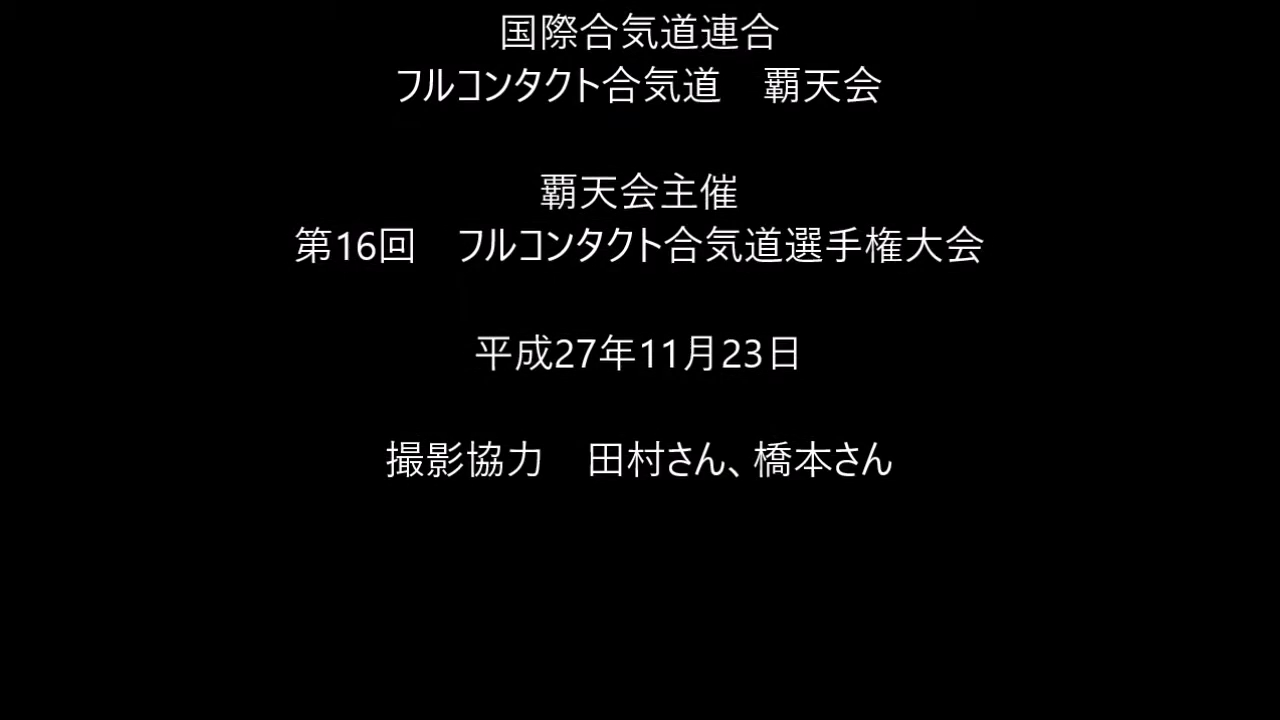 国際合気道連合
フルコンタクト合気道　覇天会
覇天会主催
第16回　フルコンタクト合気道選手権大会
平成27年11月23日
撮影協力　田村さん、橋本さん